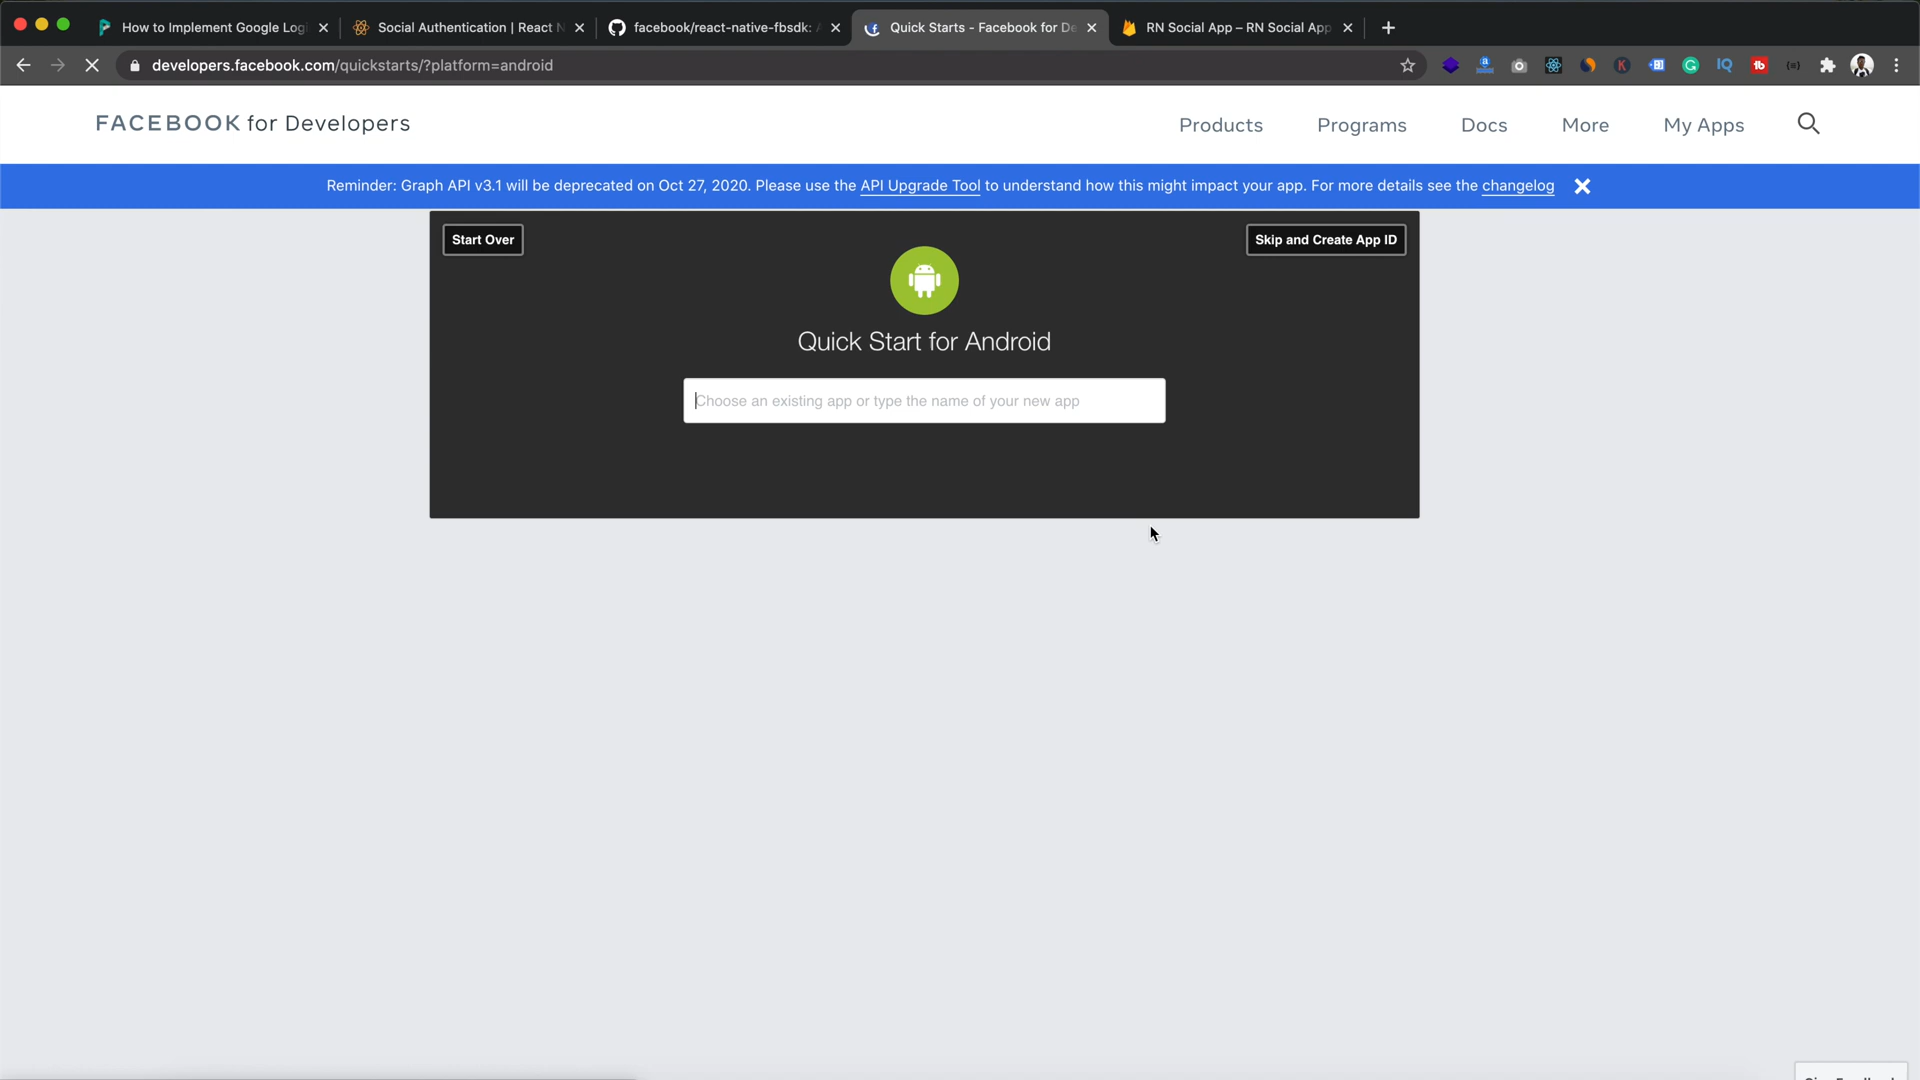 How to Implement Google Log
Social Authentication | React N
facebook/react-native-fbsdk: A
Quick Starts - Facebook for De
RN Social App – RN Social App
developers.facebook.com/quickstarts/?platform=android
FACEBOOK for Developers
Products
Programs
Docs
More
My Apps
Reminder: Graph API v3.1 will be deprecated on Oct 27, 2020. Please use the API Upgrade Tool to understand how this might impact your app. For more details see the changelog
Start Over
Skip and Create App ID
Quick Start for Android
Choose an existing app or type the name of your new app